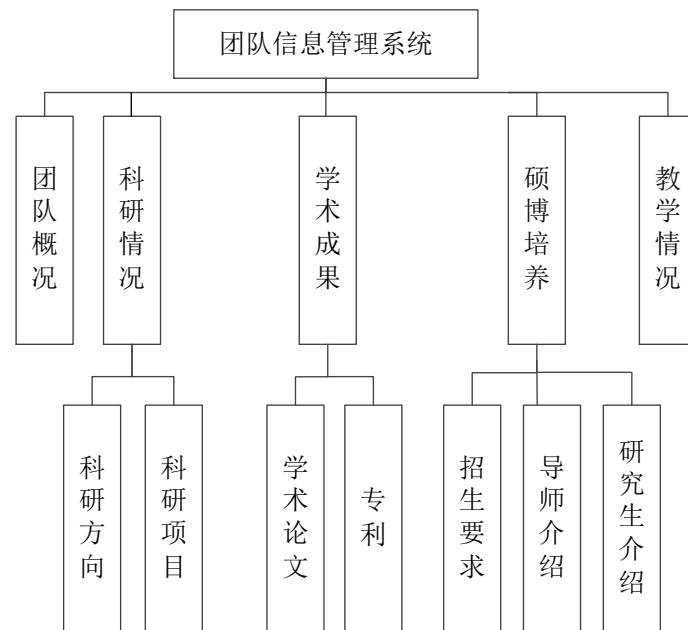 团队信息管理系统
团队概况
科研情况
学术成果
硕博培养
教学情况
科研方向
科研项目
学术论文
专利
招生要求
导师介绍
研究生介绍